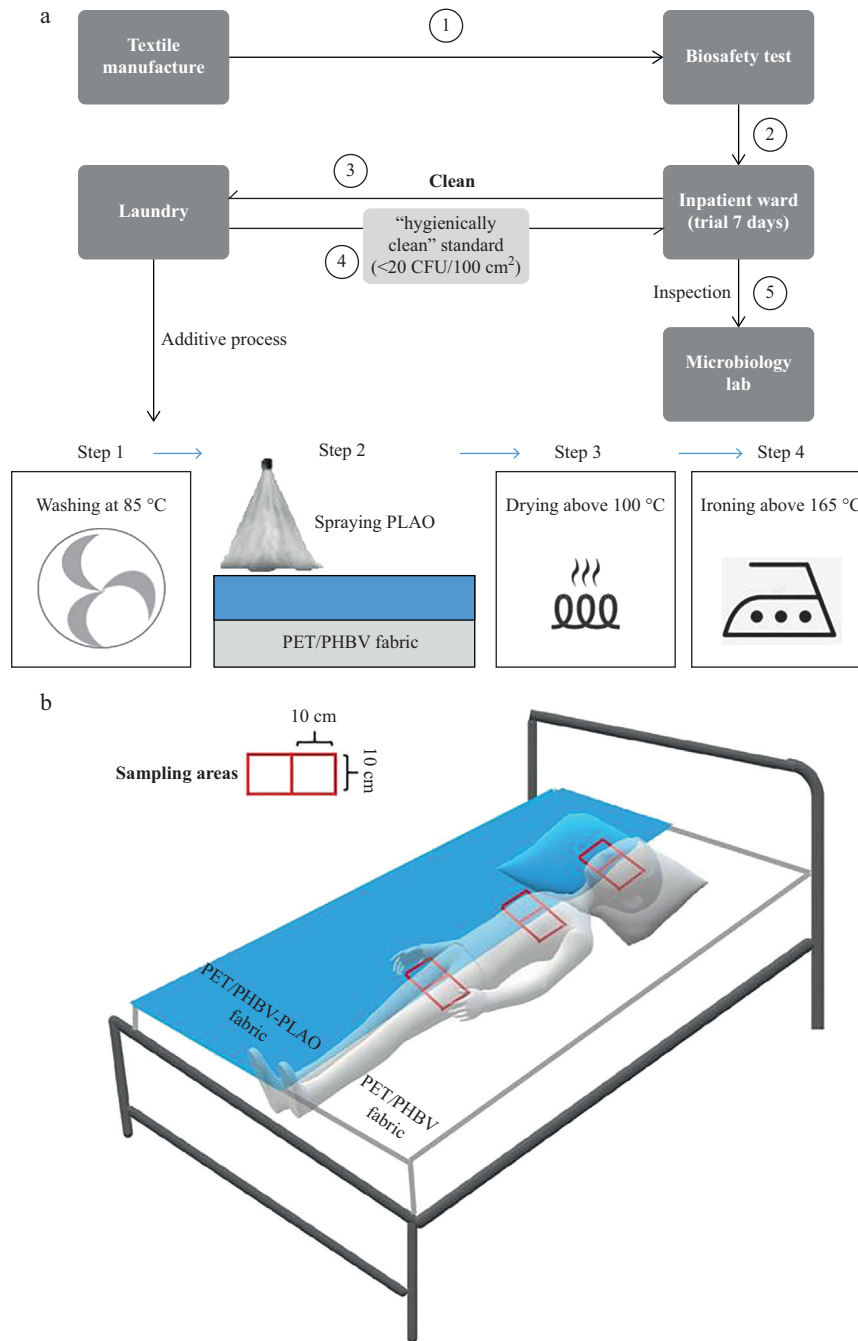 a
1
Textile
manufacture
Biosafety test
2
3
Clean
Laundry
Inpatient ward
(trial 7 days)
“hygienically
clean” standard
(<20 CFU/100 cm²)
4
Inspection
5
Additive process
Microbiology
lab
Step 1
Step 2
Step 3
Step 4
Washing at 85 °C
Spraying PLAO
PET/PHBV fabric
Drying above 100 °C
Ironing above 165 °C
b
10 cm
Sampling areas
10 cm
PET/PHBV-PLAO
fabric
PET/PHBV
fabric